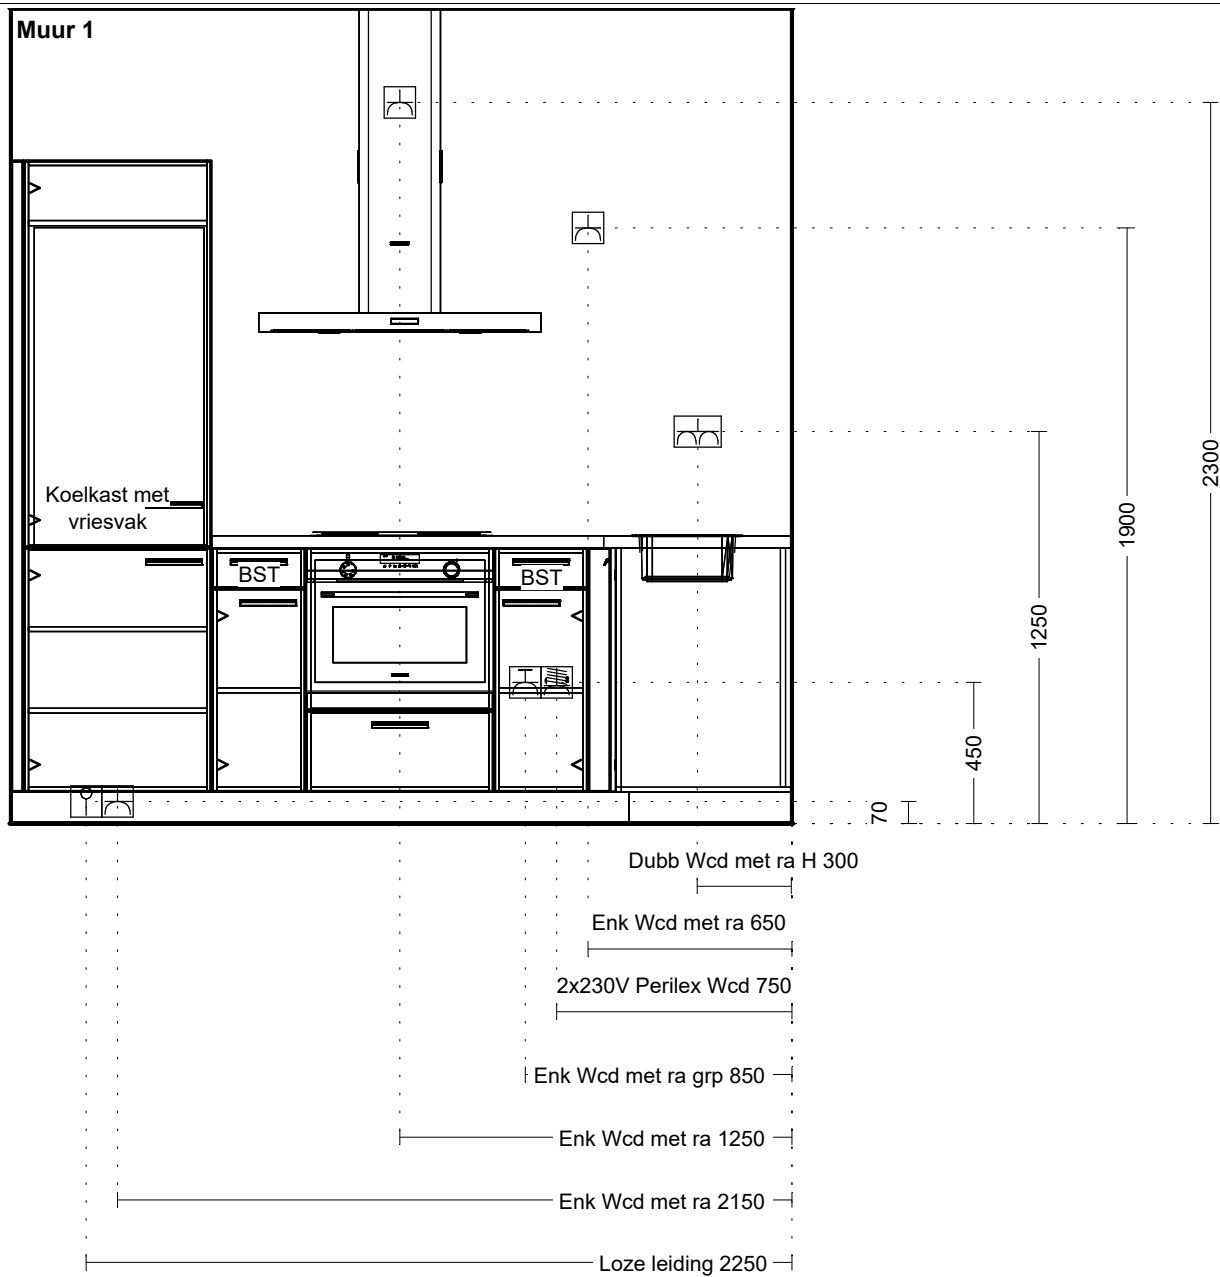 Muur 1
2300
1900
Koelkast met
vriesvak
BST
BST
1250
450
70
Dubb Wcd met ra H 300
Enk Wcd met ra 650
2x230V Perilex Wcd 750
Enk Wcd met ra grp 850
Enk Wcd met ra 1250
Enk Wcd met ra 2150
Loze leiding 2250